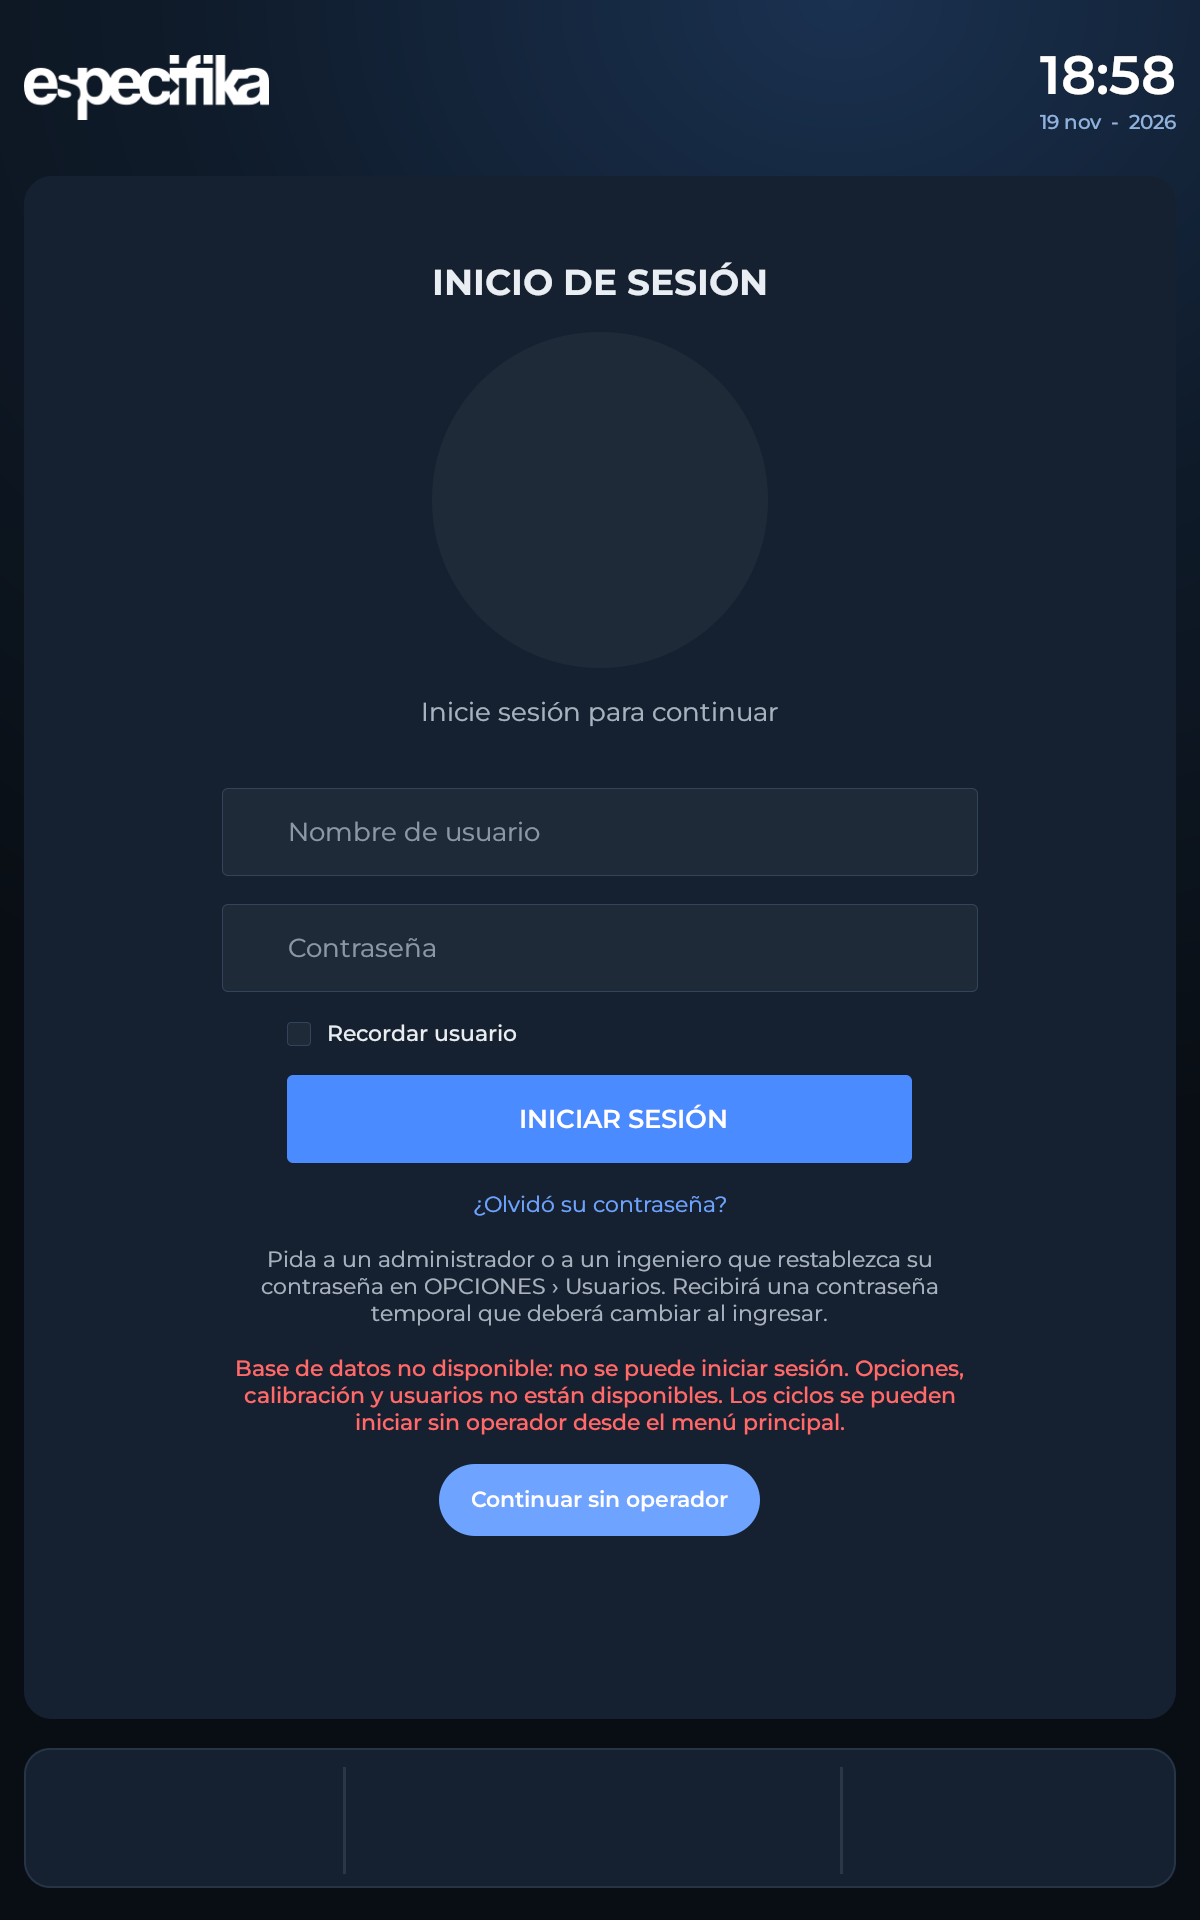 especifika
18:58
19 nov - 2026
INICIO DE SESIÓN
Inicie sesión para continuar
Nombre de usuario
Contraseña
Recordar usuario
INICIAR SESIÓN
¿Olvidó su contraseña?
Pida a un administrador o a un ingeniero que restablezca su
contraseña en OPCIONES › Usuarios. Recibirá una contraseña
temporal que deberá cambiar al ingresar.
Base de datos no disponible: no se puede iniciar sesión. Opciones,
calibración y usuarios no están disponibles. Los ciclos se pueden
iniciar sin operador desde el menú principal.
Continuar sin operador